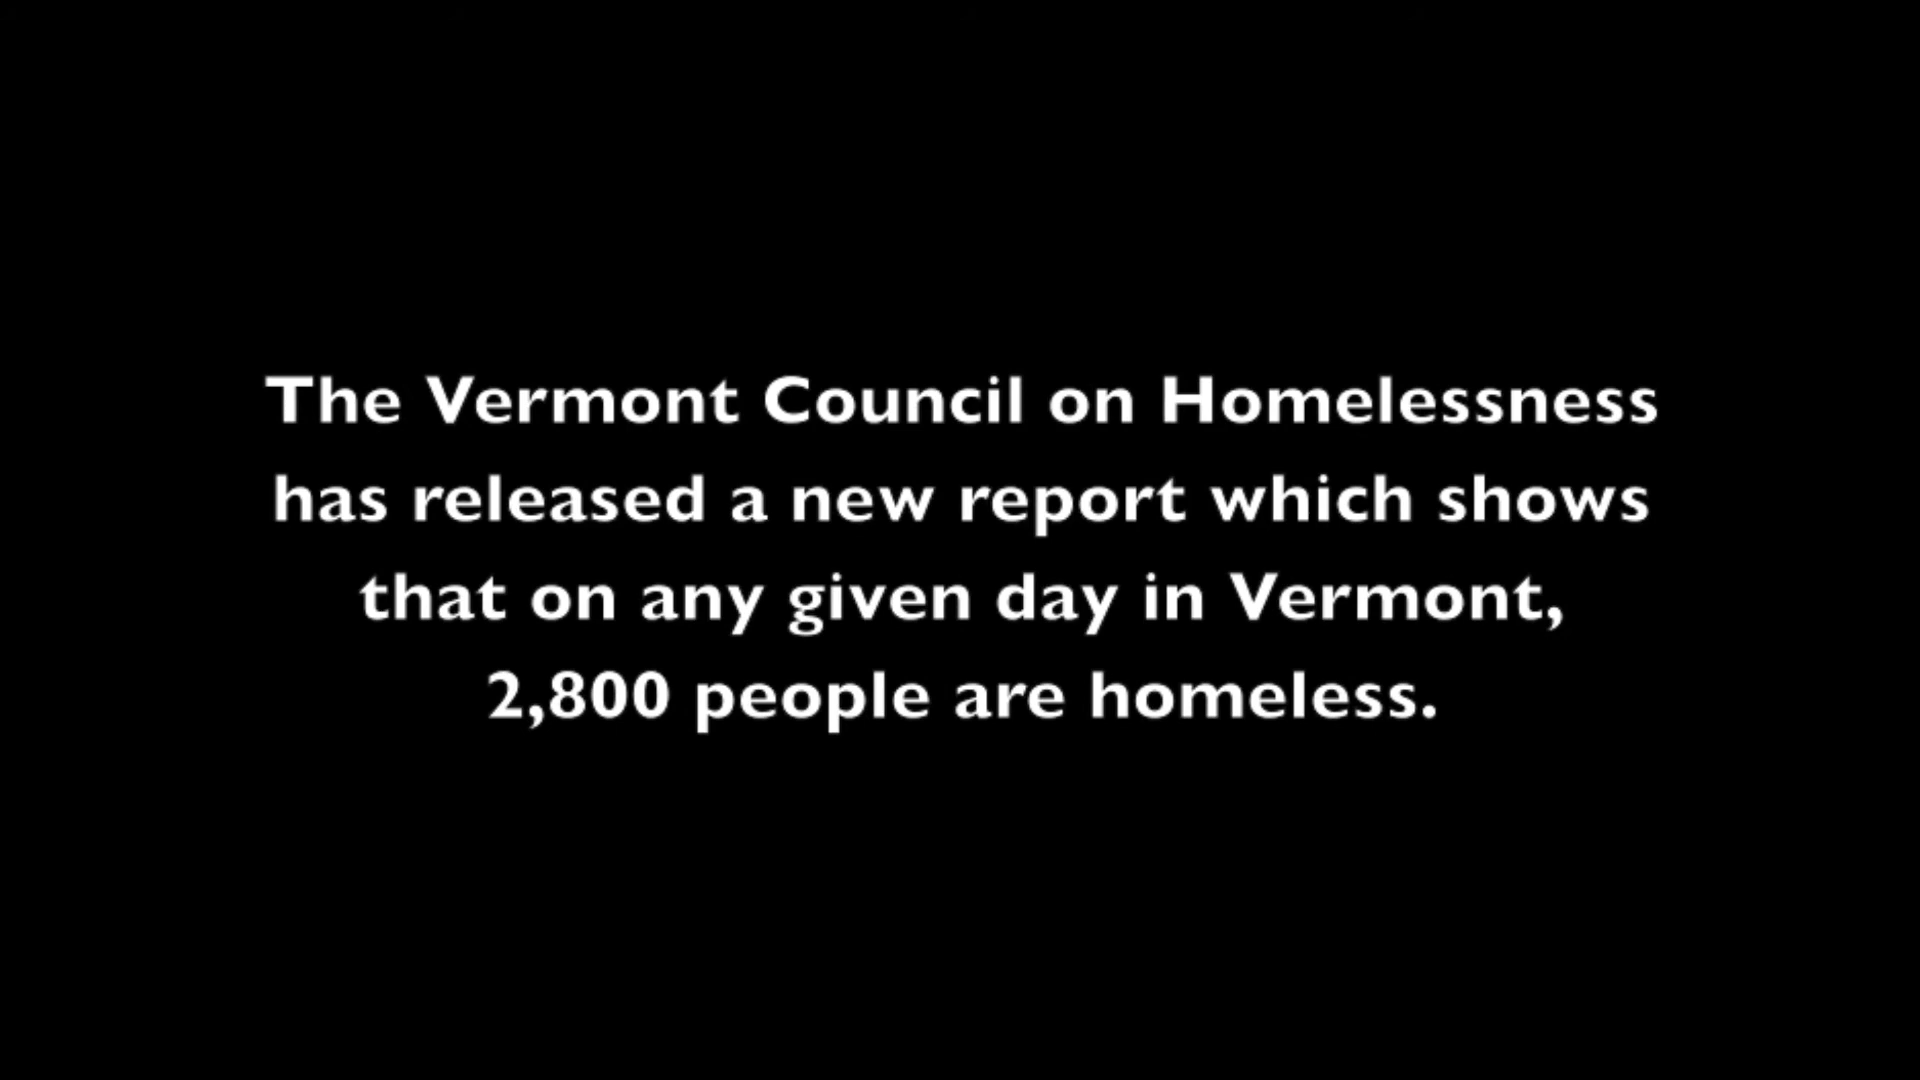 The Vermont Council on Homelessness
has released a new report which shows
that on any given day in Vermont,
2,800 people are homeless.